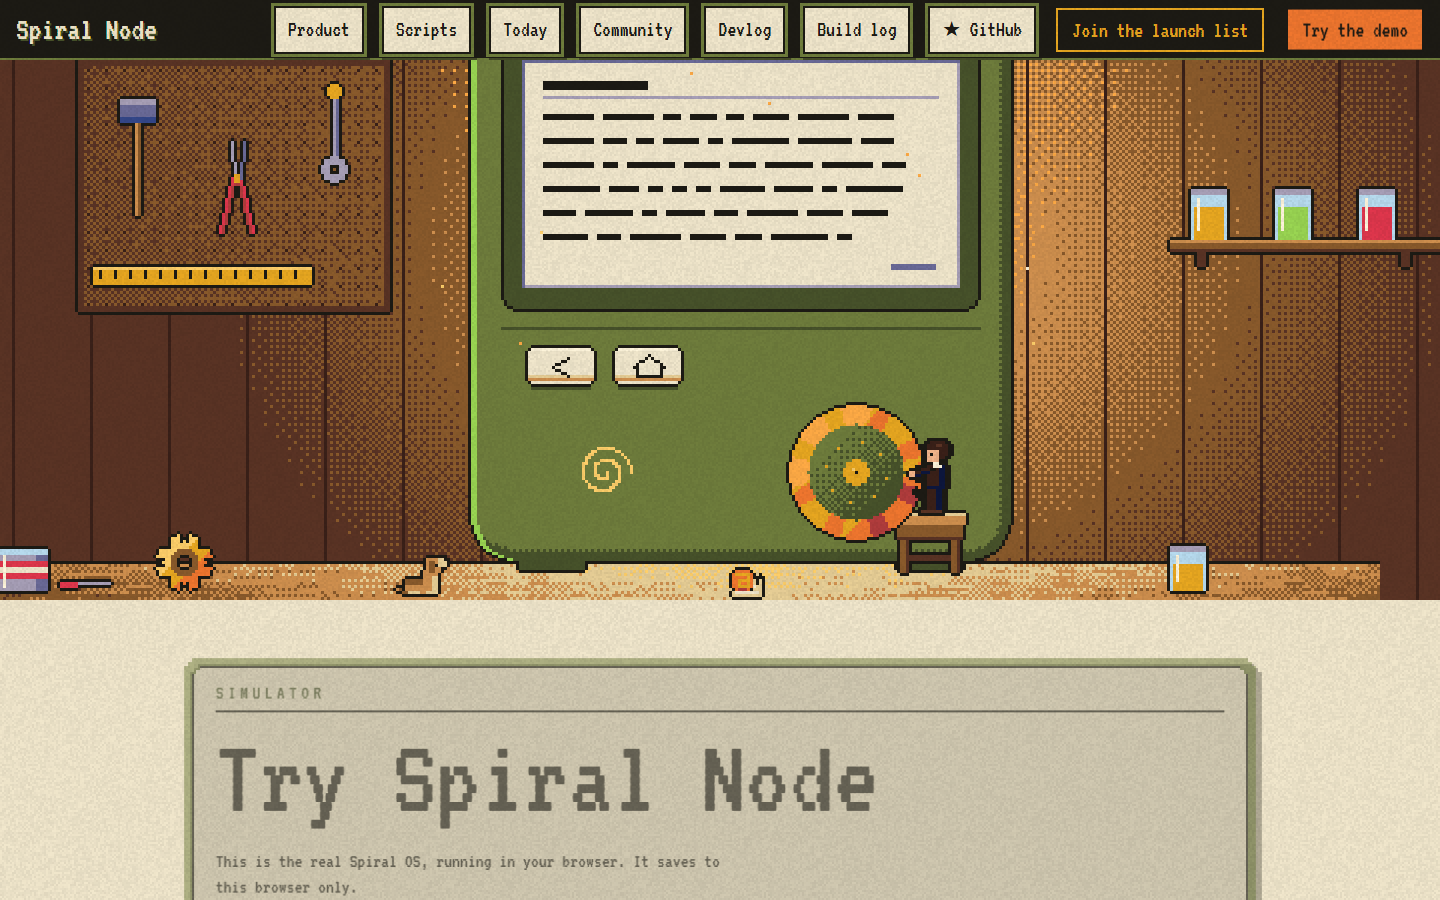 Spiral Node
Product
Scripts
Today
Community
Devlog
Build log
★ GitHub
Join the launch list
Try the demo
SIMULATOR
Try Spiral Node
This is the real Spiral OS, running in your browser. It saves to
this browser only.